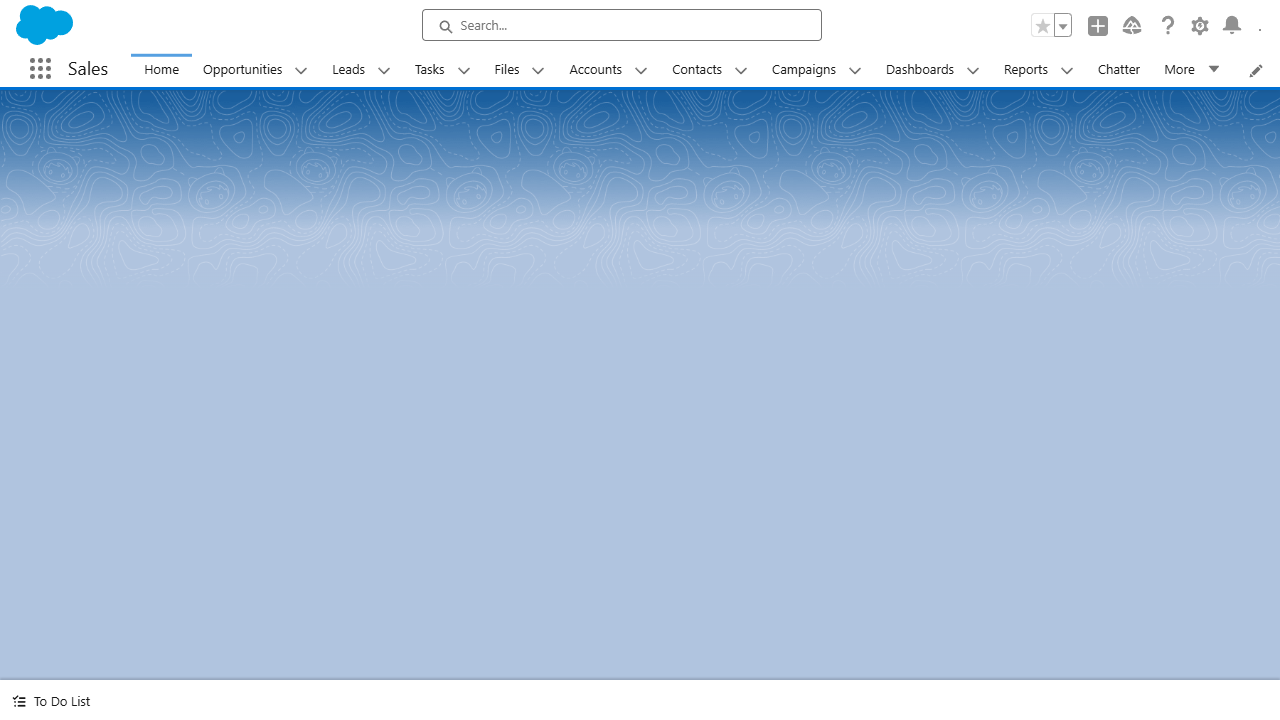 Search...
Sales
Home
Opportunities
Leads
Tasks
Files
Accounts
Contacts
Campaigns
Dashboards
Reports
Chatter
More
To Do List